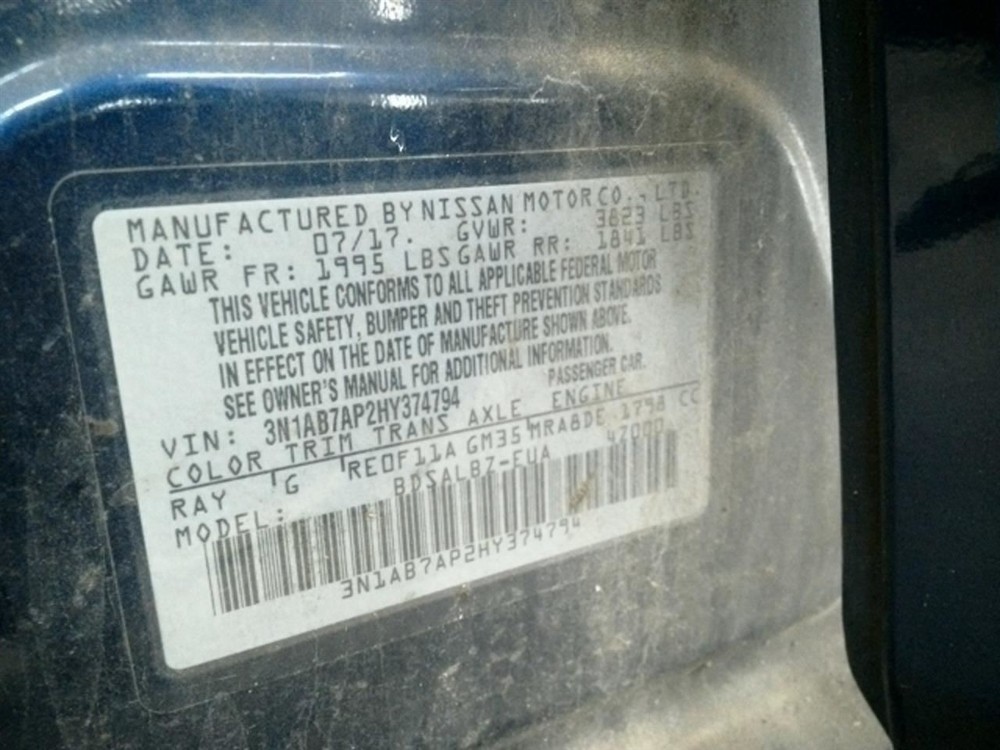 MANUFACTURED BY NISSAN MOTOR CO., LTD.
DATE: 07/17. GVWR: 3823 LBS
GAWR FR: 1995 LBS GAWR RR: 1841 LBS
THIS VEHICLE CONFORMS TO ALL APPLICABLE FEDERAL MOTOR
VEHICLE SAFETY, BUMPER AND THEFT PREVENTION STANDARDS
IN EFFECT ON THE DATE OF MANUFACTURE SHOWN ABOVE.
SEE OWNER'S MANUAL FOR ADDITIONAL INFORMATION.
VIN: 3N1AB7AP2HY374794 PASSENGER CAR.
COLOR TRIM TRANS AXLE ENGINE
RAY G RE0F11A GM35 MRA8DE 1798 CC
MODEL: BDSALBZ-EUA 42000
3N1AB7AP2HY374794